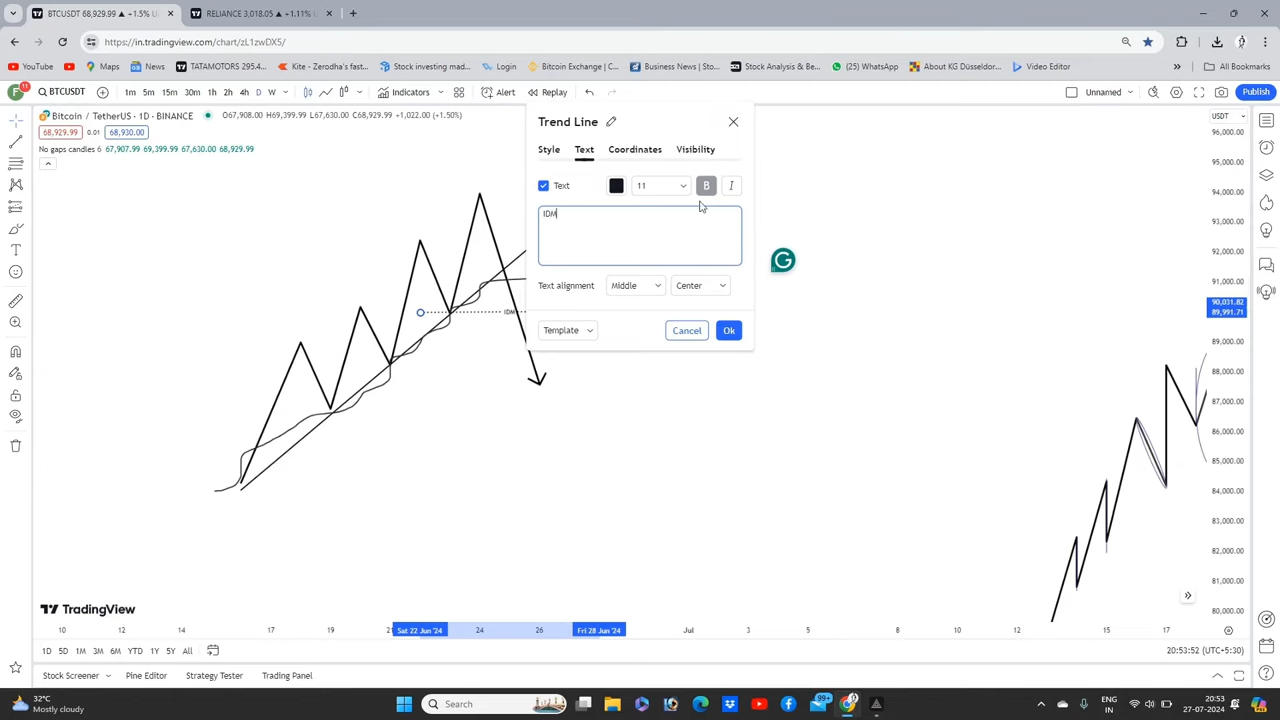 BTCUSDT 68,929.99 ▲ +1.5% Un
RELIANCE 3,018.05 ▲ +1.11% U
https://in.tradingview.com/chart/zL1zwDX5/
YouTube
Maps
News
TATAMOTORS 295.4...
Kite - Zerodha's fast...
Stock investing mad...
Login
Bitcoin Exchange | C...
Business News | Sto...
Stock Analysis & Be...
(25) WhatsApp
About KG Düsseldor...
Video Editor
All Bookmarks
11
BTCUSDT
1m 5m 15m 30m 1h 2h 4h D W
Indicators
Alert
Replay
Unnamed
Publish
Bitcoin / TetherUS · 1D · BINANCE
O67,908.00 H69,399.99 L67,630.00 C68,929.99 +1,022.00 (+1.50%)
68,929.99 0.01 68,930.00
No gaps candles 6 67,907.99 69,399.99 67,630.00 68,929.99
Trend Line
Style Text Coordinates Visibility
Text 11 B I
IDM
Text alignment Middle Center
Template Cancel Ok
IDM
USDT
96,000.00
95,000.00
94,000.00
93,000.00
92,000.00
91,000.00
90,031.82
89,991.71
89,000.00
88,000.00
87,000.00
86,000.00
85,000.00
84,000.00
83,000.00
82,000.00
81,000.00
80,000.00
TradingView
10 12 14 17 Sat 22 Jun '24 24 26 Fri 28 Jun '24 Jul 3 5 8 10 12 15 17
1D 5D 1M 3M 6M YTD 1Y 5Y All
20:53:52 (UTC+5:30)
Stock Screener Pine Editor Strategy Tester Trading Panel
32°C
Mostly cloudy
Search
99+
ENG
IN
20:53
27-07-2024